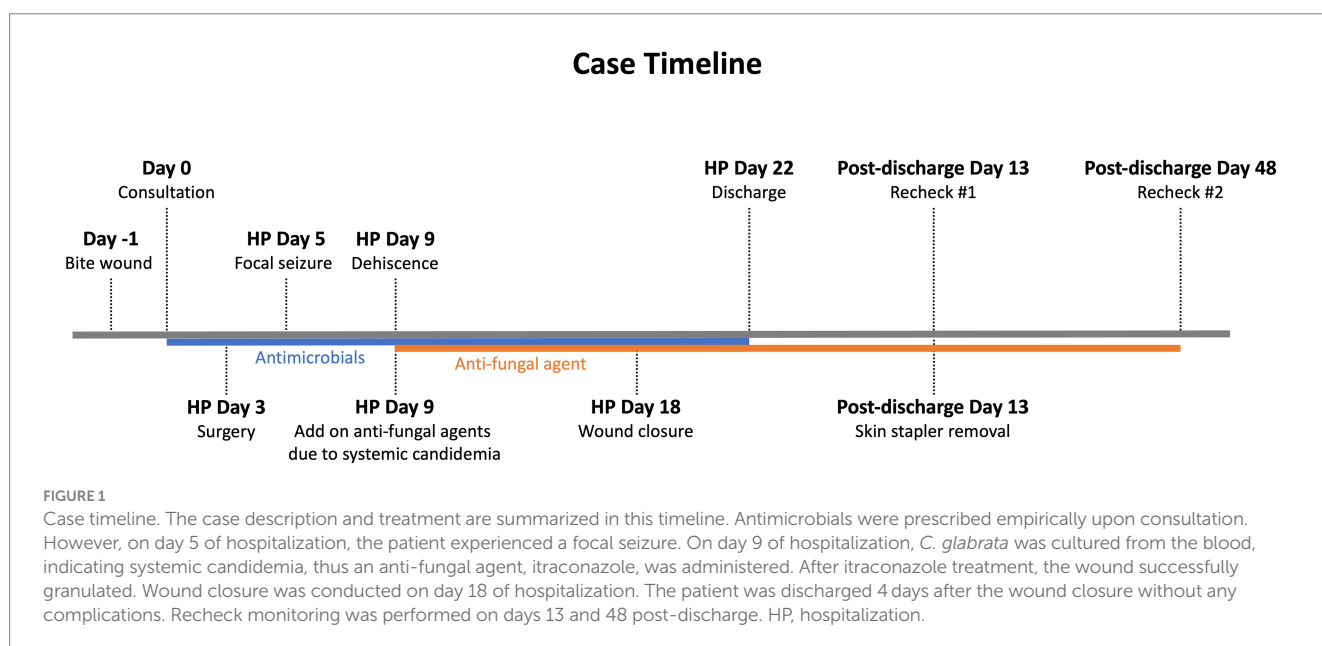 Case Timeline
Day 0
Consultation
HP Day 22
Discharge
Post-discharge Day 13
Recheck #1
Post-discharge Day 48
Recheck #2
Day -1
Bite wound
HP Day 5
Focal seizure
HP Day 9
Dehiscence
Antimicrobials
Anti-fungal agent
HP Day 3
Surgery
HP Day 9
Add on anti-fungal agents
due to systemic candidemia
HP Day 18
Wound closure
Post-discharge Day 13
Skin stapler removal
FIGURE 1
Case timeline. The case description and treatment are summarized in this timeline. Antimicrobials were prescribed empirically upon consultation.
However, on day 5 of hospitalization, the patient experienced a focal seizure. On day 9 of hospitalization, C. glabrata was cultured from the blood,
indicating systemic candidemia, thus an anti-fungal agent, itraconazole, was administered. After itraconazole treatment, the wound successfully
granulated. Wound closure was conducted on day 18 of hospitalization. The patient was discharged 4 days after the wound closure without any
complications. Recheck monitoring was performed on days 13 and 48 post-discharge. HP, hospitalization.